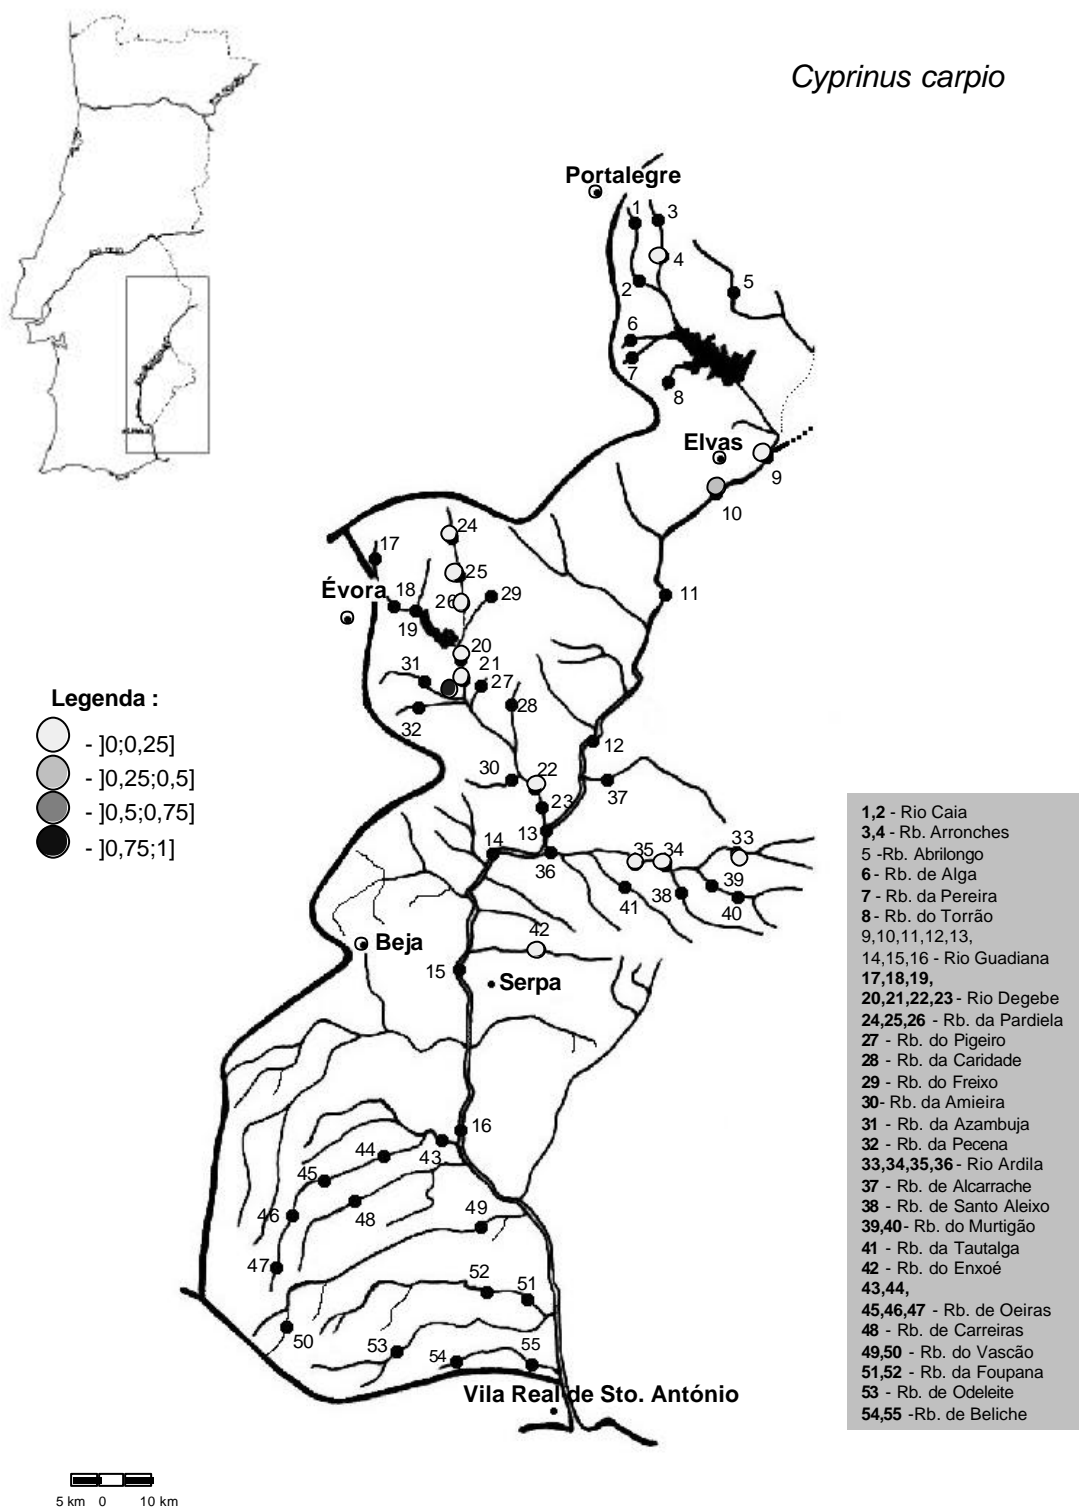 Cyprinus carpio
Portalegre
1
3
4
2
5
6
7
8
Elvas
9
10
24
17
25
Évora
18
26
29
11
19
20
31
21
27
32
28
12
30
22
37
23
13
14
36
35
34
33
39
38
40
41
42
Beja
15
Serpa
16
43
44
45
46
48
49
47
52
51
50
53
54
55
Vila Real de Sto. António
Legenda :
- ]0;0,25]
- ]0,25;0,5]
- ]0,5;0,75]
- ]0,75;1]
1,2 - Rio Caia
3,4 - Rb. Arronches
5 -Rb. Abrilongo
6 - Rb. de Alga
7 - Rb. da Pereira
8 - Rb. do Torrão
9,10,11,12,13,
14,15,16 - Rio Guadiana
17,18,19,
20,21,22,23 - Rio Degebe
24,25,26 - Rb. da Pardiela
27 - Rb. do Pigeiro
28 - Rb. da Caridade
29 - Rb. do Freixo
30- Rb. da Amieira
31 - Rb. da Azambuja
32 - Rb. da Pecena
33,34,35,36 - Rio Ardila
37 - Rb. de Alcarrache
38 - Rb. de Santo Aleixo
39,40- Rb. do Murtigão
41 - Rb. da Tautalga
42 - Rb. do Enxoé
43,44,
45,46,47 - Rb. de Oeiras
48 - Rb. de Carreiras
49,50 - Rb. do Vascão
51,52 - Rb. da Foupana
53 - Rb. de Odeleite
54,55 -Rb. de Beliche
5 km 0 10 km